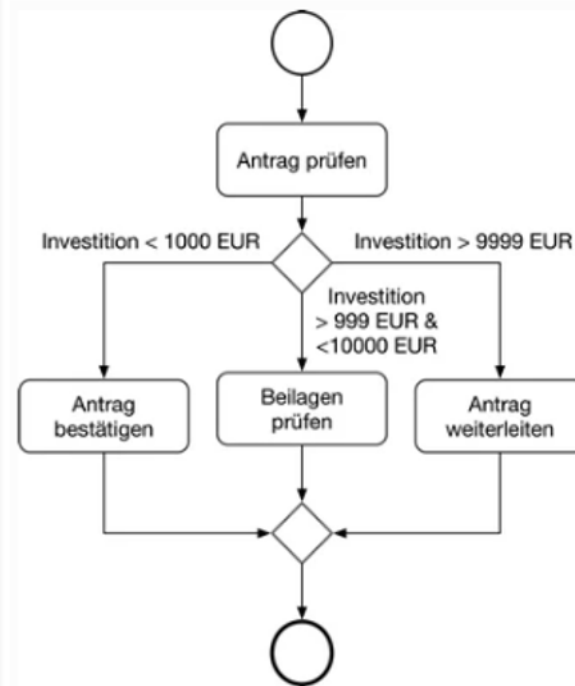 Antrag prüfen
Investition < 1000 EUR
Investition > 9999 EUR
Investition
> 999 EUR &
<10000 EUR
Antrag
bestätigen
Beilagen
prüfen
Antrag
weiterleiten